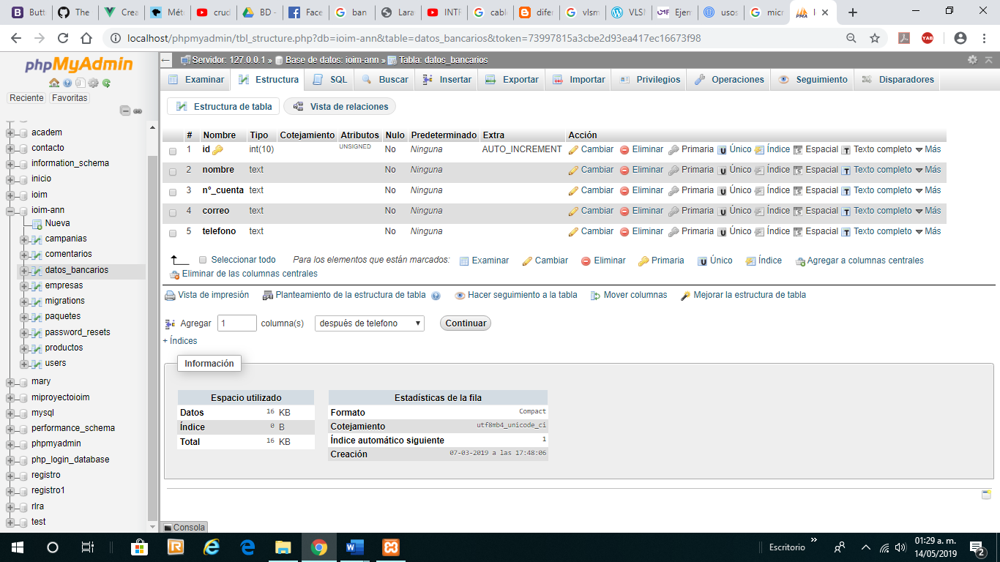 Butt The Crea Mét crud BD - Face ban Lara INTF cabl difer vlsm VLSM Ejem usos micr
localhost/phpmyadmin/tbl_structure.php?db=ioim-ann&table=datos_bancarios&token=73997815a3cbe2d93ea417ec16673f98
phpMyAdmin
Reciente Favoritas
academ
contacto
information_schema
inicio
ioim
ioim-ann
Nueva
campanias
comentarios
datos_bancarios
empresas
migrations
paquetes
password_resets
productos
users
mary
miproyectoioim
mysql
performance_schema
phpmyadmin
php_login_database
registro
registro1
rlra
test
Servidor: 127.0.0.1 » Base de datos: ioim-ann » Tabla: datos_bancarios
Examinar Estructura SQL Buscar Insertar Exportar Importar Privilegios Operaciones Seguimiento Disparadores
Estructura de tabla Vista de relaciones
# Nombre Tipo Cotejamiento Atributos Nulo Predeterminado Extra Acción
1 id int(10) UNSIGNED No Ninguna AUTO_INCREMENT Cambiar Eliminar Primaria Único Índice Espacial Texto completo Más
2 nombre text No Ninguna Cambiar Eliminar Primaria Único Índice Espacial Texto completo Más
3 n°_cuenta text No Ninguna Cambiar Eliminar Primaria Único Índice Espacial Texto completo Más
4 correo text No Ninguna Cambiar Eliminar Primaria Único Índice Espacial Texto completo Más
5 telefono text No Ninguna Cambiar Eliminar Primaria Único Índice Espacial Texto completo Más
Seleccionar todo Para los elementos que están marcados: Examinar Cambiar Eliminar Primaria Único Índice Agregar a columnas centrales
Eliminar de las columnas centrales
Vista de impresión Planteamiento de la estructura de tabla Hacer seguimiento a la tabla Mover columnas Mejorar la estructura de tabla
Agregar 1 columna(s) después de telefono Continuar
+ Índices
Información
Espacio utilizado
Datos 16 KB
Índice 0 B
Total 16 KB
Estadísticas de la fila
Formato Compact
Cotejamiento utf8mb4_unicode_ci
Índice automático siguiente 1
Creación 07-03-2019 a las 17:48:06
Consola
Escritorio » 01:29 a. m.
14/05/2019
2